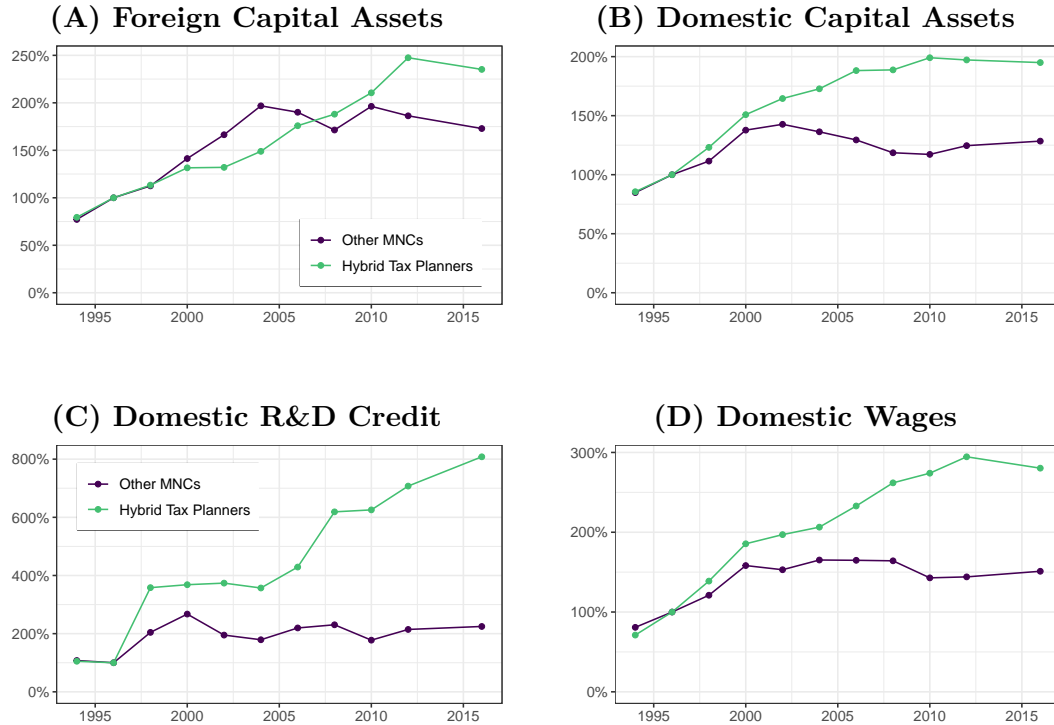 (A) Foreign Capital Assets
250%
200%
150%
100%
50%
0%
Other MNCs
Hybrid Tax Planners
1995 2000 2005 2010 2015
(B) Domestic Capital Assets
200%
150%
100%
50%
0%
1995 2000 2005 2010 2015
(C) Domestic R&D Credit
800%
600%
400%
200%
0%
Other MNCs
Hybrid Tax Planners
1995 2000 2005 2010 2015
(D) Domestic Wages
300%
200%
100%
0%
1995 2000 2005 2010 2015